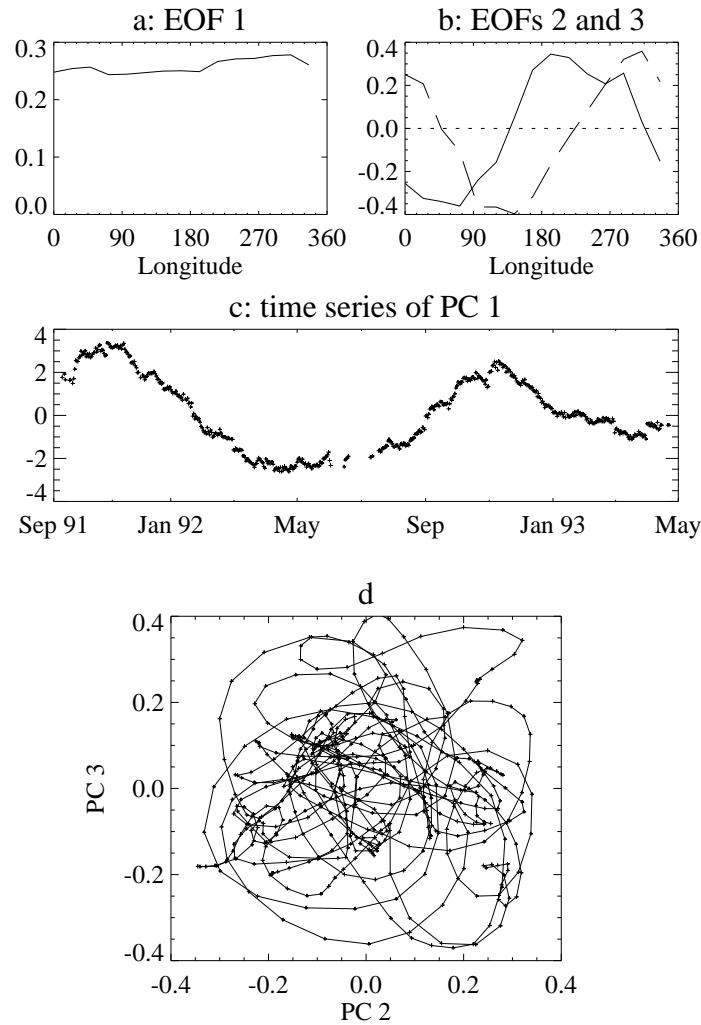 a: EOF 1
0.3
0.2
0.1
0.0
0 90 180 270 360
Longitude
b: EOFs 2 and 3
0.4
0.2
0.0
-0.2
-0.4
0 90 180 270 360
Longitude
c: time series of PC 1
4
2
0
-2
-4
Sep 91 Jan 92 May Sep Jan 93 May
d
0.4
0.2
0.0
-0.2
-0.4
PC 3
-0.4 -0.2 0.0 0.2 0.4
PC 2